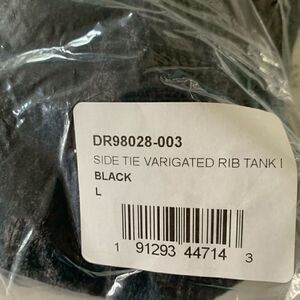 DR98028-003
SIDE TIE VARIGATED RIB TANK I
BLACK
L
1 91293 44714 3